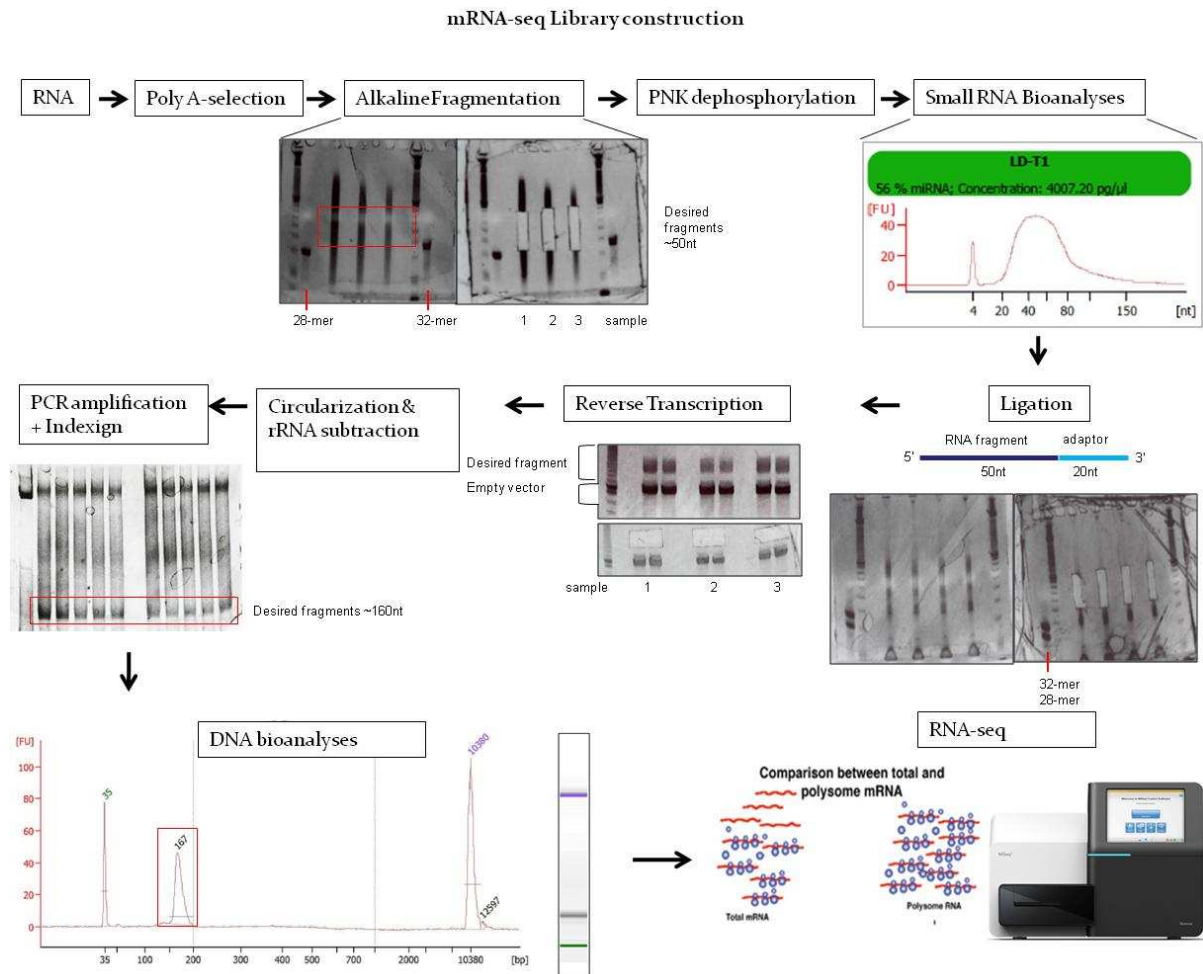 mRNA-seq Library construction
RNA
Poly A-selection
Alkaline Fragmentation
PNK dephosphorylation
Small RNA Bioanalyses
28-mer
32-mer
1 2 3 sample
Desired
fragments
~50nt
LD-T1
56 % miRNA; Concentration: 4007.20 pg/µl
[FU]
40
20
0
4 20 40 80 150 [nt]
PCR amplification
+ Indexign
Circularization &
rRNA subtraction
Reverse Transcription
Ligation
RNA fragment adaptor
5' 3'
50nt 20nt
Desired fragment
Empty vector
sample 1 2 3
Desired fragments ~160nt
32-mer
28-mer
DNA bioanalyses
[FU]
100
80
60
40
20
0
35
167
10380
12597
35 100 200 300 400 500 700 2000 10380 [bp]
RNA-seq
Comparison between total and
polysome mRNA
Total mRNA
Polysome RNA